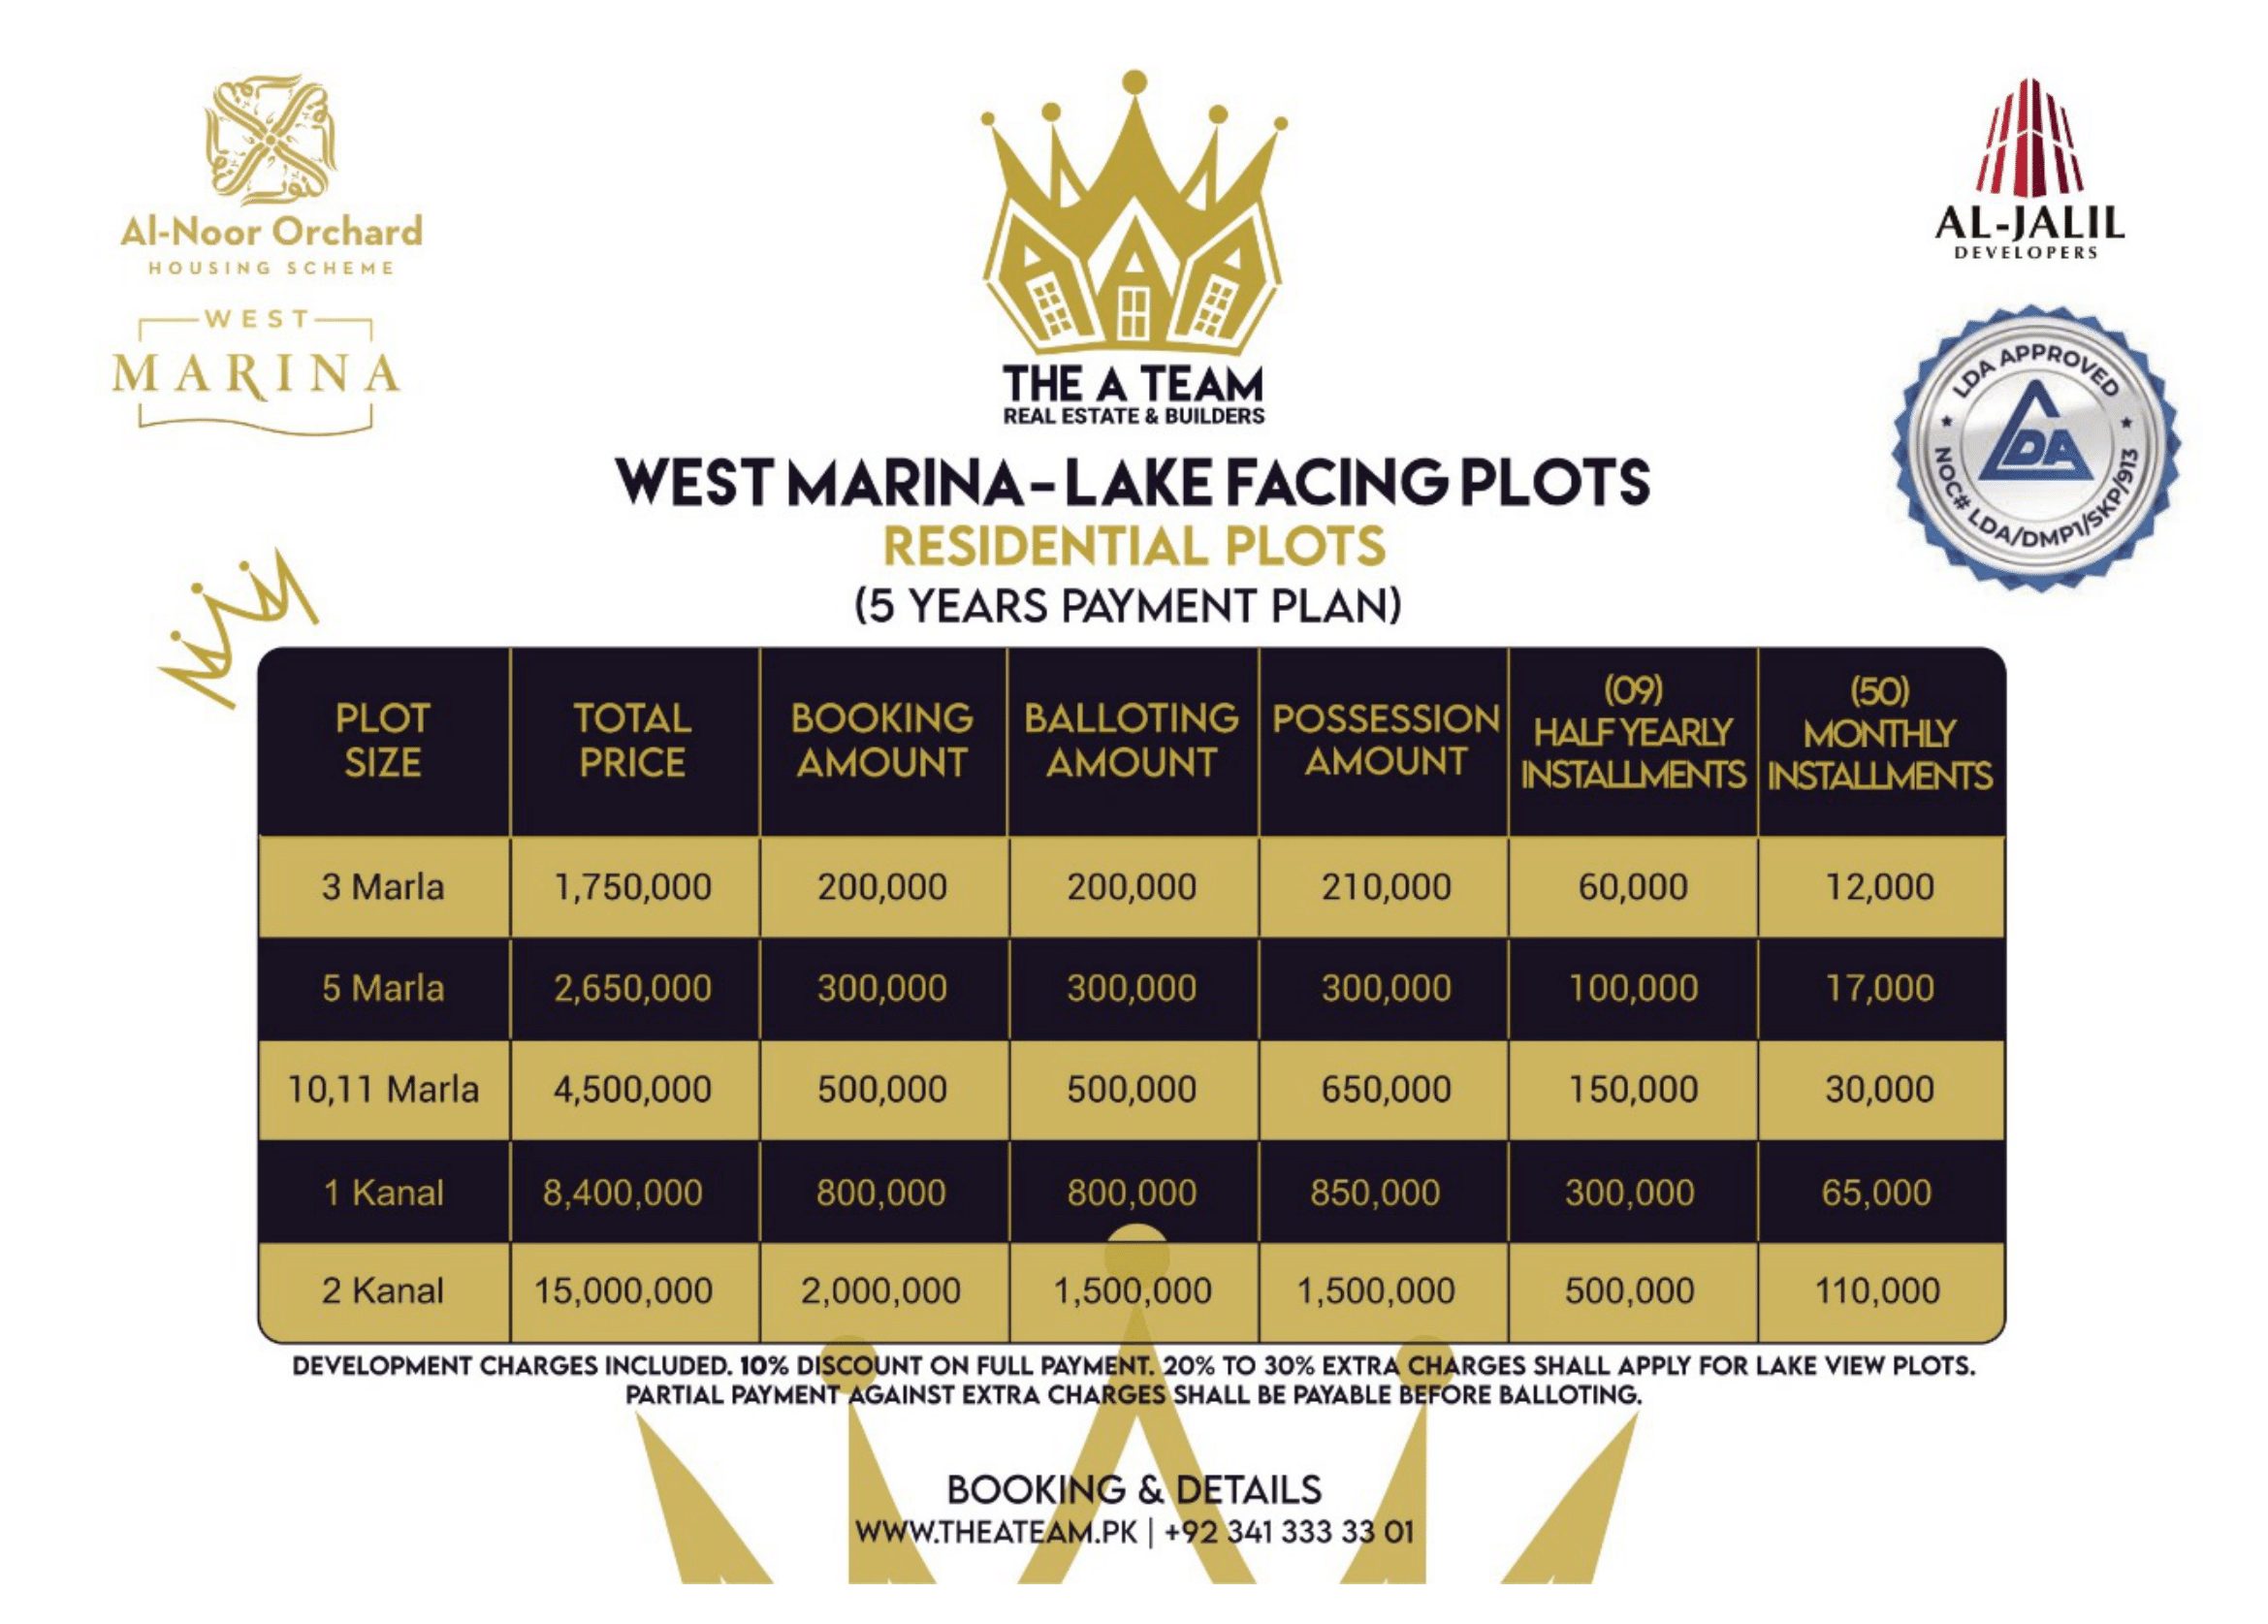 Al-Noor Orchard
HOUSING SCHEME
WEST
MARINA
THE A TEAM
REAL ESTATE & BUILDERS
AL-JALIL
DEVELOPERS
LDA APPROVED
LDA
NOC# LDA/DMP1/SKP/913
WEST MARINA-LAKE FACING PLOTS
RESIDENTIAL PLOTS
(5 YEARS PAYMENT PLAN)
PLOT SIZE TOTAL PRICE BOOKING AMOUNT BALLOTING AMOUNT POSSESSION AMOUNT (09) HALF YEARLY INSTALLMENTS (50) MONTHLY INSTALLMENTS
3 Marla 1,750,000 200,000 200,000 210,000 60,000 12,000
5 Marla 2,650,000 300,000 300,000 300,000 100,000 17,000
10,11 Marla 4,500,000 500,000 500,000 650,000 150,000 30,000
1 Kanal 8,400,000 800,000 800,000 850,000 300,000 65,000
2 Kanal 15,000,000 2,000,000 1,500,000 1,500,000 500,000 110,000
DEVELOPMENT CHARGES INCLUDED. 10% DISCOUNT ON FULL PAYMENT. 20% TO 30% EXTRA CHARGES SHALL APPLY FOR LAKE VIEW PLOTS.
PARTIAL PAYMENT AGAINST EXTRA CHARGES SHALL BE PAYABLE BEFORE BALLOTING.
BOOKING & DETAILS
WWW.THEATEAM.PK | +92 341 333 33 01